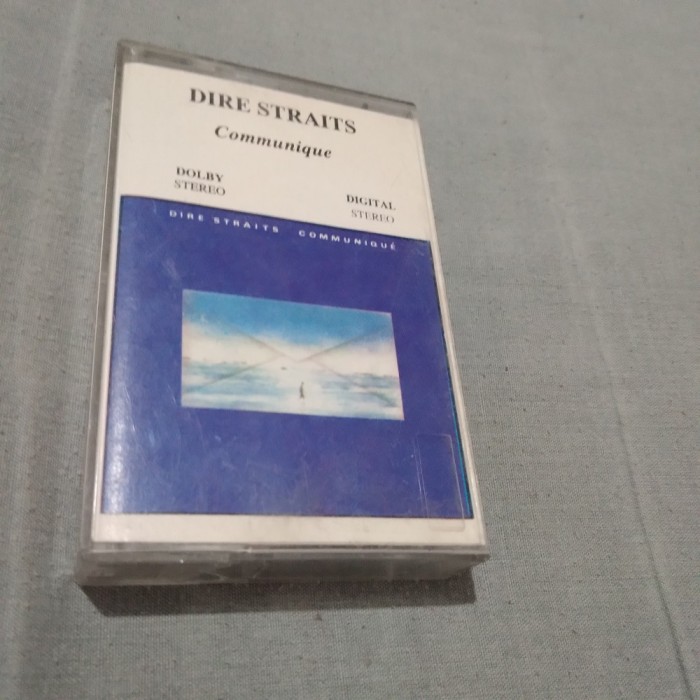 DIRE STRAITS
Communique
DOLBY
STEREO
DIGITAL
STEREO
DIRE STRAITS COMMUNIQUÉ